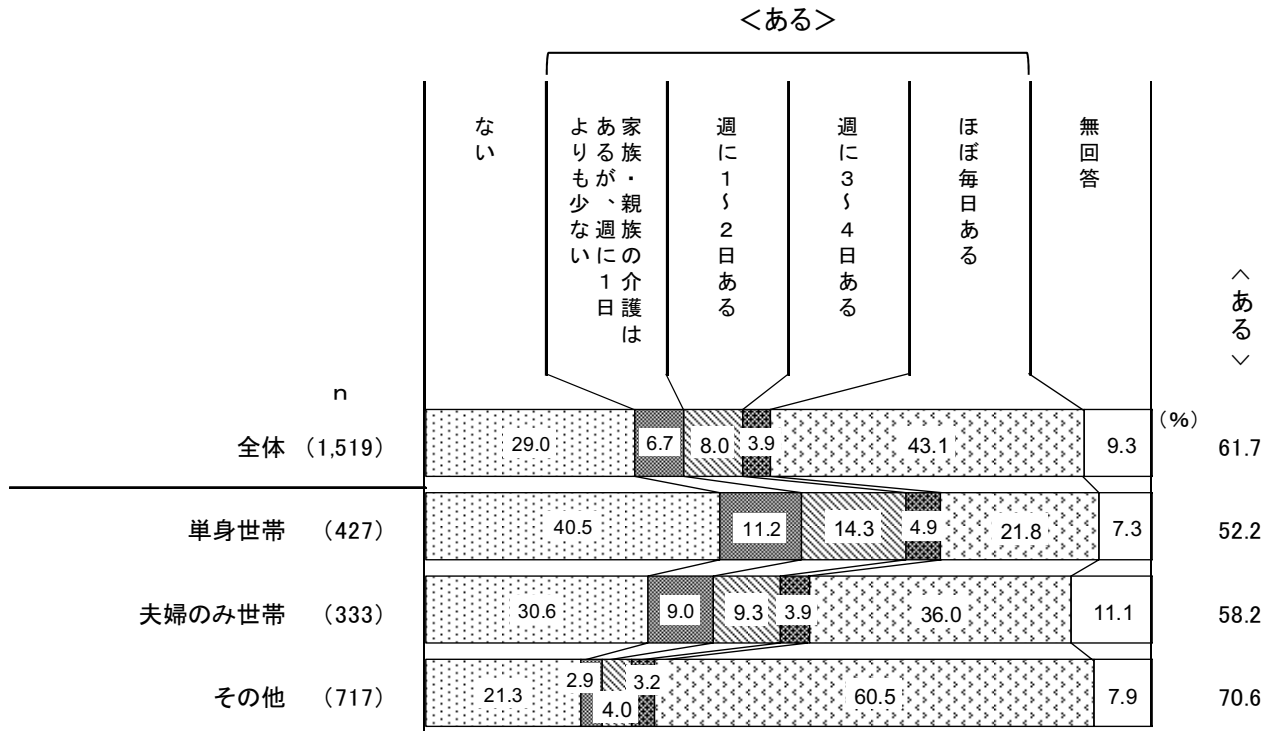 ＜ある＞
ない
家族・親族の介護は
あるが、週に1日
よりも少ない
週に1～2日ある
週に3～4日ある
ほぼ毎日ある
無回答
＜ある＞
n
(%)
全体 (1,519) 29.0 6.7 8.0 3.9 43.1 9.3 61.7
単身世帯 (427) 40.5 11.2 14.3 4.9 21.8 7.3 52.2
夫婦のみ世帯 (333) 30.6 9.0 9.3 3.9 36.0 11.1 58.2
その他 (717) 21.3 2.9 4.0 3.2 60.5 7.9 70.6